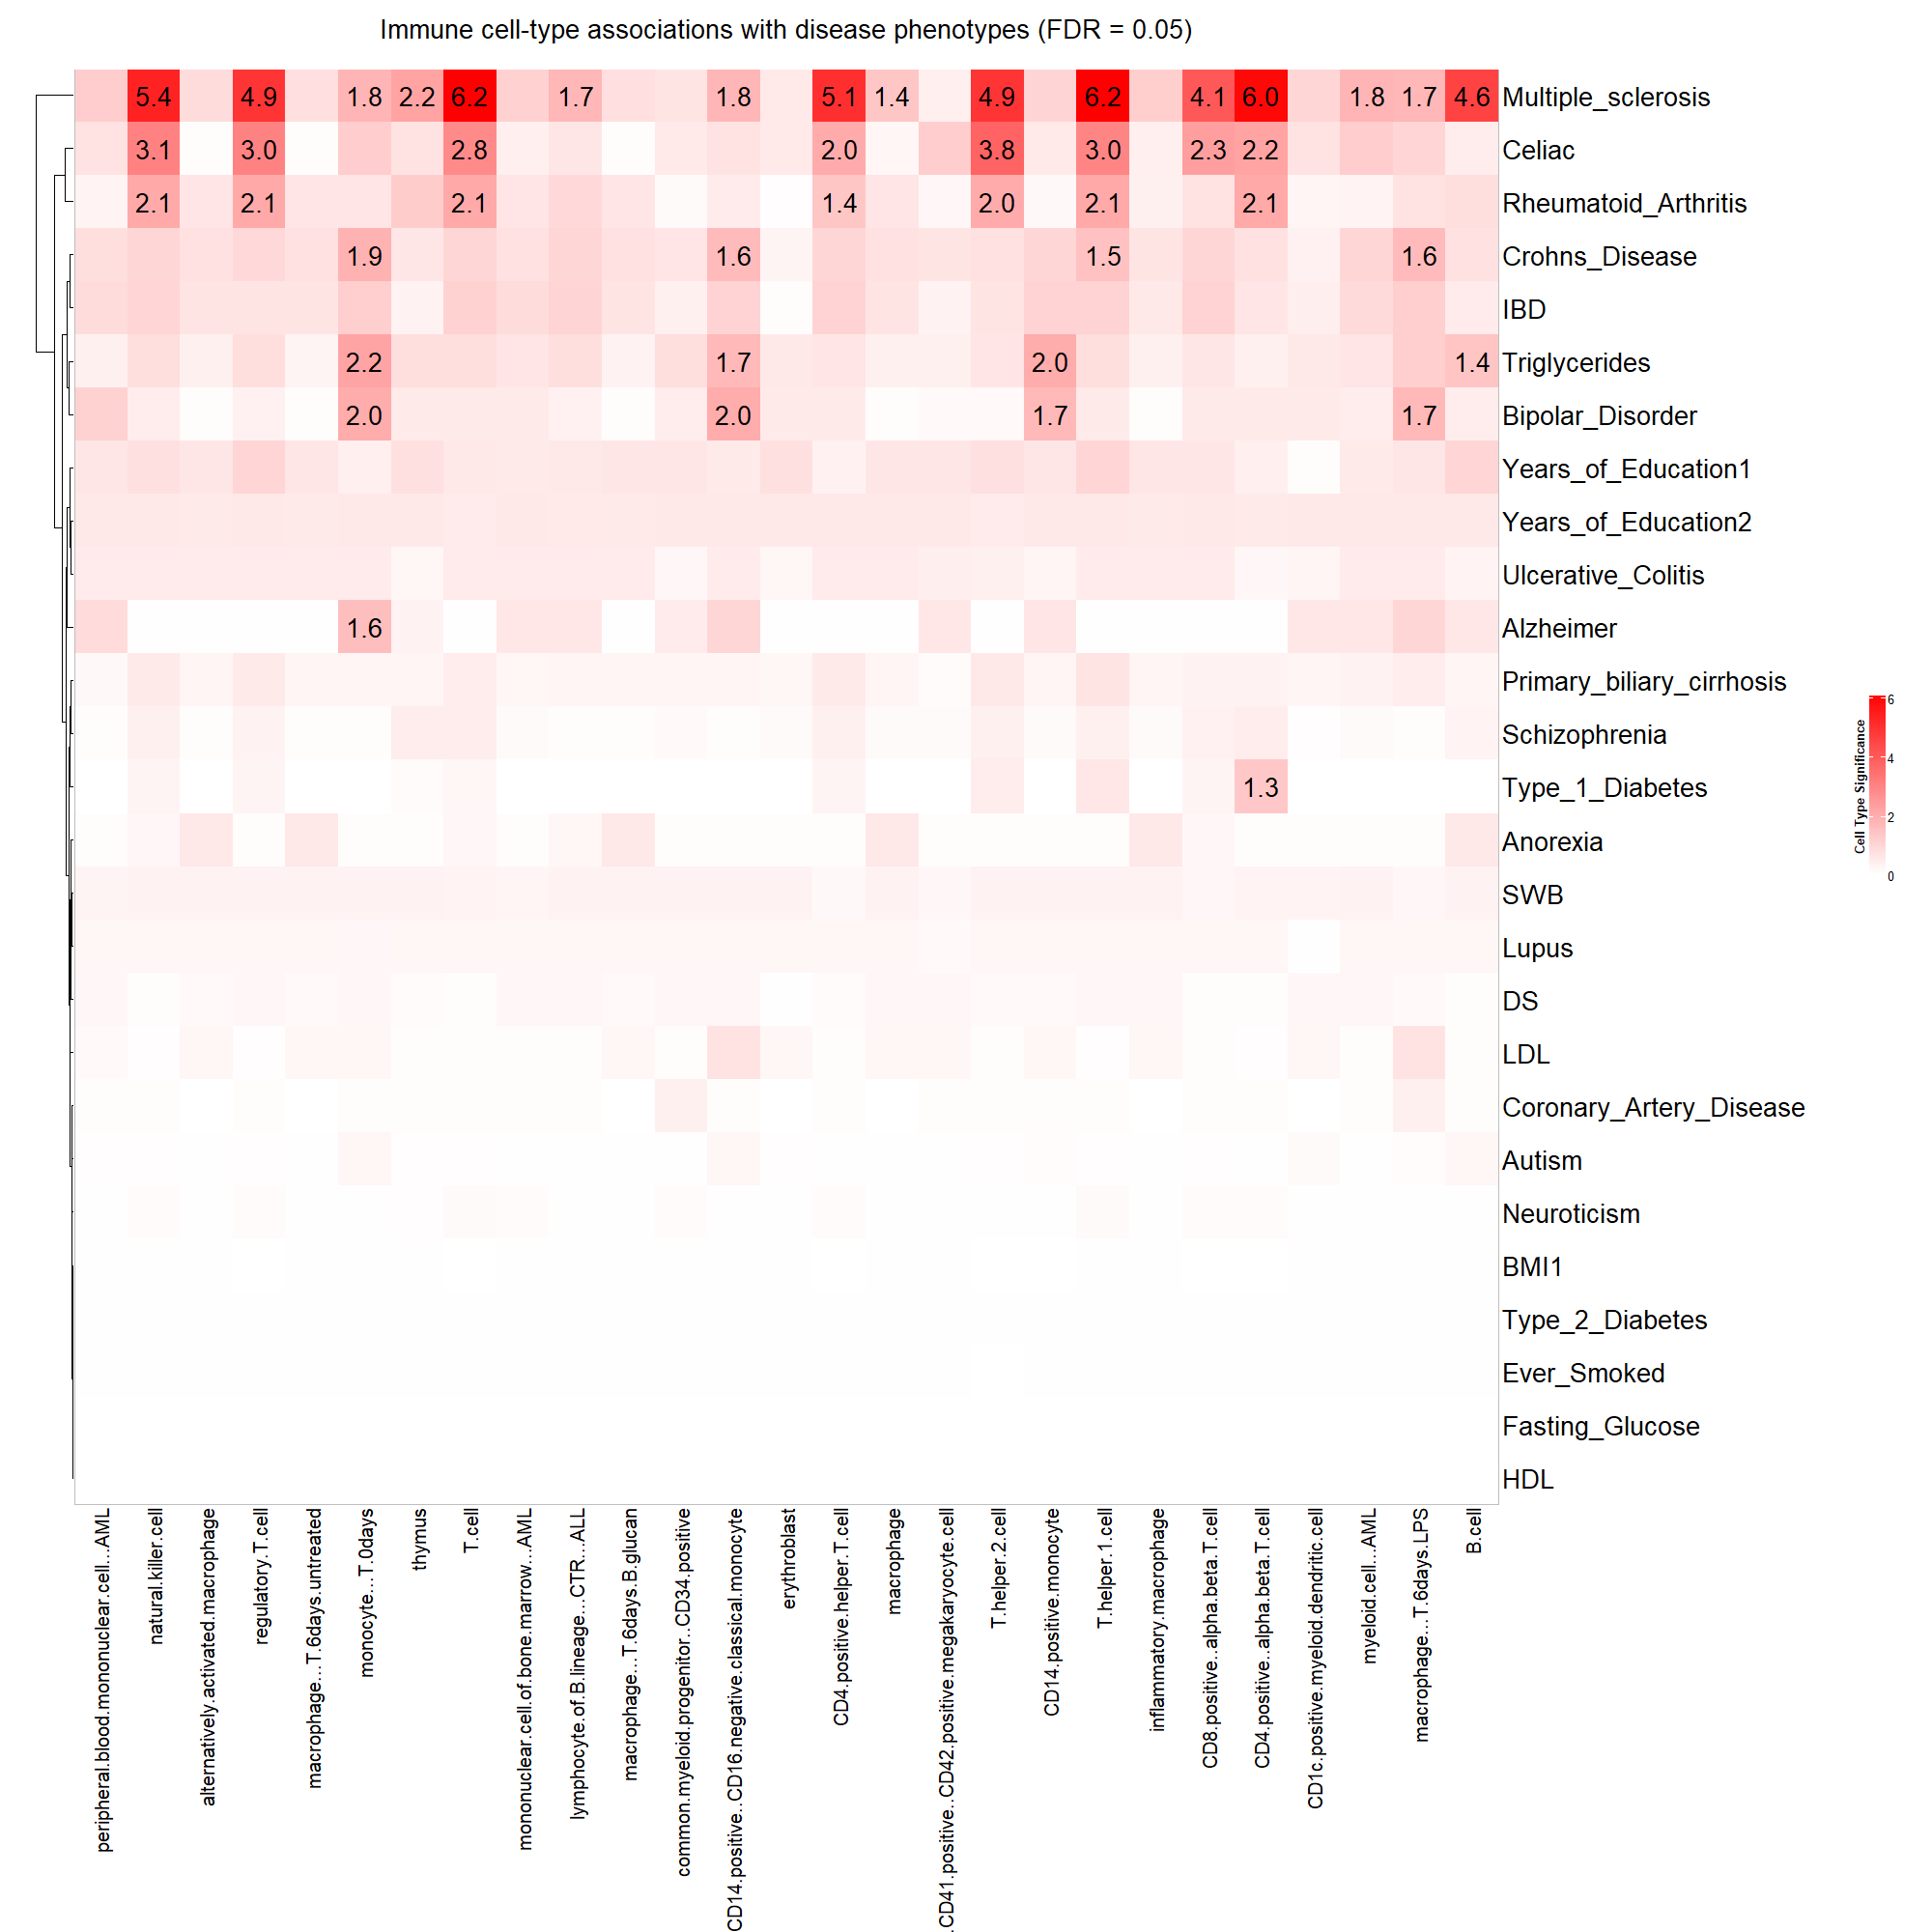 Immune cell-type associations with disease phenotypes (FDR = 0.05)
5.4 4.9 1.8 2.2 6.2 1.7 1.8 5.1 1.4 4.9 6.2 4.1 6.0 1.8 1.7 4.6 Multiple_sclerosis
3.1 3.0 2.8 2.0 3.8 3.0 2.3 2.2 Celiac
2.1 2.1 2.1 1.4 2.0 2.1 2.1 Rheumatoid_Arthritis
1.9 1.6 1.5 1.6 Crohns_Disease
IBD
2.2 1.7 2.0 1.4 Triglycerides
2.0 2.0 1.7 1.7 Bipolar_Disorder
Years_of_Education1
Years_of_Education2
Ulcerative_Colitis
1.6 Alzheimer
Primary_biliary_cirrhosis
Schizophrenia
1.3 Type_1_Diabetes
Anorexia
SWB
Lupus
DS
LDL
Coronary_Artery_Disease
Autism
Neuroticism
BMI1
Type_2_Diabetes
Ever_Smoked
Fasting_Glucose
HDL
peripheral.blood.mononuclear.cell...AML
natural.killer.cell
alternatively.activated.macrophage
regulatory.T.cell
macrophage...T.6days.untreated
monocyte...T.0days
thymus
T.cell
mononuclear.cell.of.bone.marrow...AML
lymphocyte.of.B.lineage...CTR...ALL
macrophage...T.6days.B.glucan
common.myeloid.progenitor..CD34.positive
CD14.positive..CD16.negative.classical.monocyte
erythroblast
CD4.positive.helper.T.cell
macrophage
.CD41.positive..CD42.positive.megakaryocyte.cell
T.helper.2.cell
CD14.positive.monocyte
T.helper.1.cell
inflammatory.macrophage
CD8.positive..alpha.beta.T.cell
CD4.positive..alpha.beta.T.cell
CD1c.positive.myeloid.dendritic.cell
myeloid.cell...AML
macrophage...T.6days.LPS
B.cell
Cell Type Significance
6
4
2
0